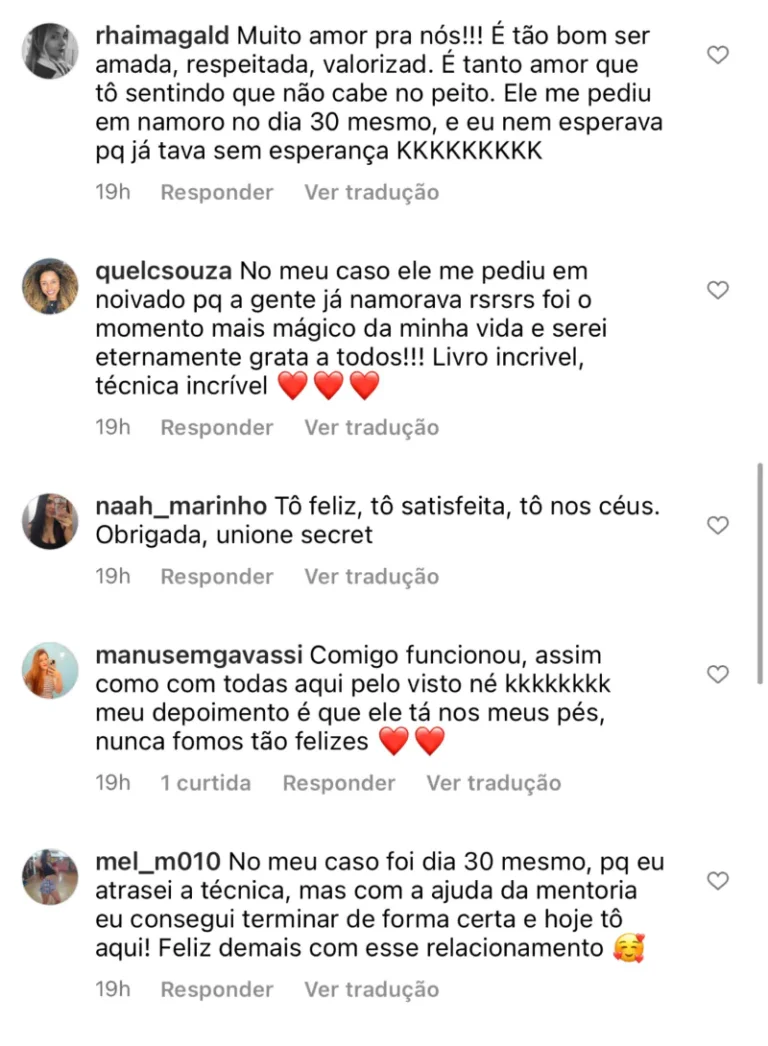 rhaimagald Muito amor pra nós!!! É tão bom ser
amada, respeitada, valorizad. É tanto amor que
tô sentindo que não cabe no peito. Ele me pediu
em namoro no dia 30 mesmo, e eu nem esperava
pq já tava sem esperança KKKKKKKKK
19h Responder Ver tradução
quelcsouza No meu caso ele me pediu em
noivado pq a gente já namorava rsrsrs foi o
momento mais mágico da minha vida e serei
eternamente grata a todos!!! Livro incrivel,
técnica incrível ❤️❤️❤️
19h Responder Ver tradução
naah_marinho Tô feliz, tô satisfeita, tô nos céus.
Obrigada, unione secret
19h Responder Ver tradução
manusemgavassi Comigo funcionou, assim
como com todas aqui pelo visto né kkkkkkkk
meu depoimento é que ele tá nos meus pés,
nunca fomos tão felizes ❤️❤️
19h 1 curtida Responder Ver tradução
mel_m010 No meu caso foi dia 30 mesmo, pq eu
atrasei a técnica, mas com a ajuda da mentoria
eu consegui terminar de forma certa e hoje tô
aqui! Feliz demais com esse relacionamento 🥰
19h Responder Ver tradução